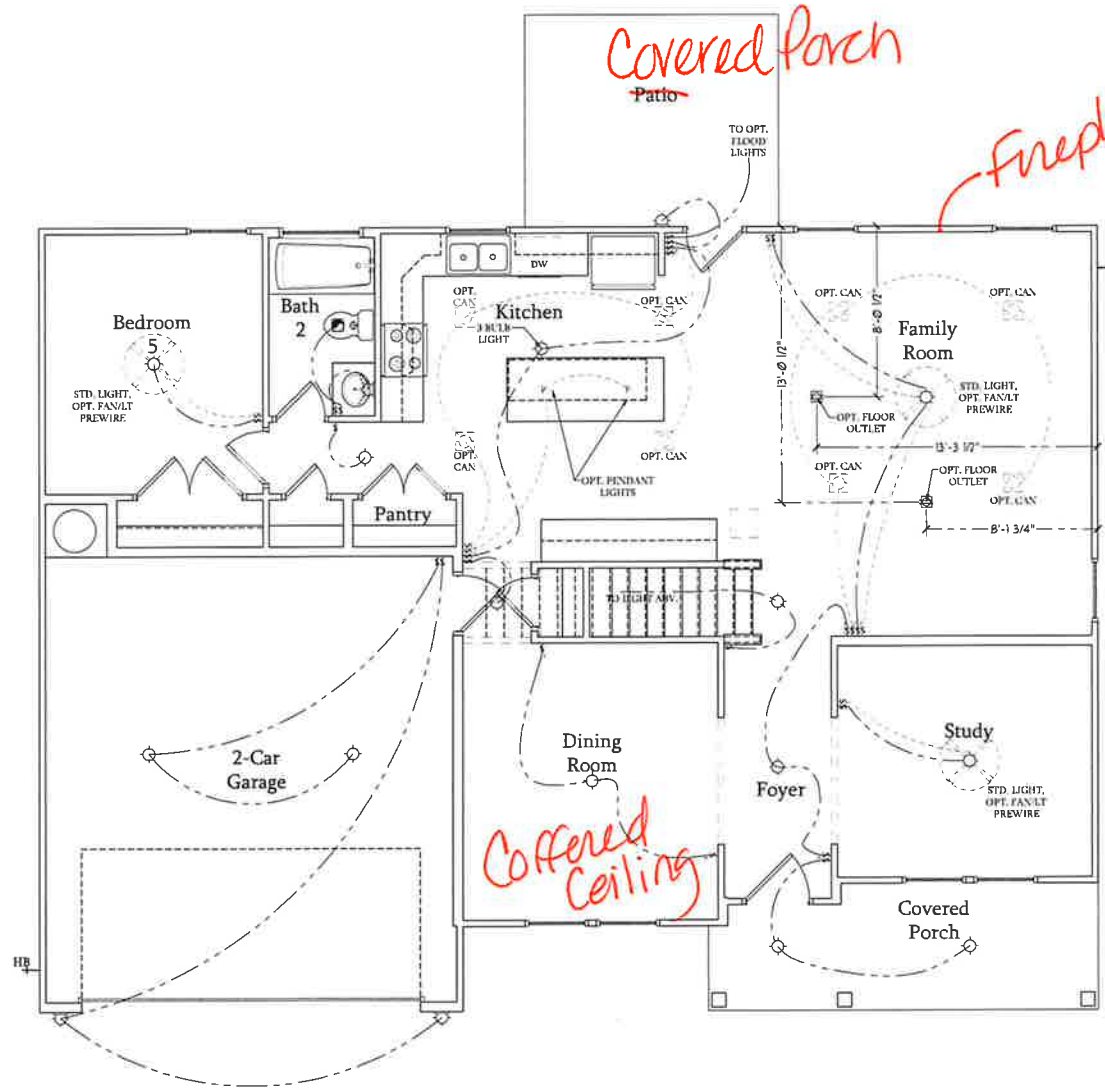 Covered Porch
Patio
TO OPT.
FLOOD
LIGHTS
Firepl
DW
OPT.
CAN
Kitchen
3 BULB
LIGHT
OPT. CAN
OPT. CAN
OPT. CAN
Bath
2
Bedroom
5
STD. LIGHT,
OPT. FAN/LT
PREWIRE
8'-0 1/2"
13'-0 1/2"
Family
Room
STD. LIGHT,
OPT. FAN/LT
PREWIRE
OPT. FLOOR
OUTLET
13'-3 1/2"
OPT.
CAN
OPT. CAN
OPT. CAN
OPT. FLOOR
OUTLET
OPT. CAN
OPT. PENDANT
LIGHTS
Pantry
8'-1 3/4"
TO LIGHT ABV.
2-Car
Garage
Dining
Room
Foyer
Study
STD. LIGHT,
OPT. FAN/LT
PREWIRE
Coffered
Ceiling
Covered
Porch
HB